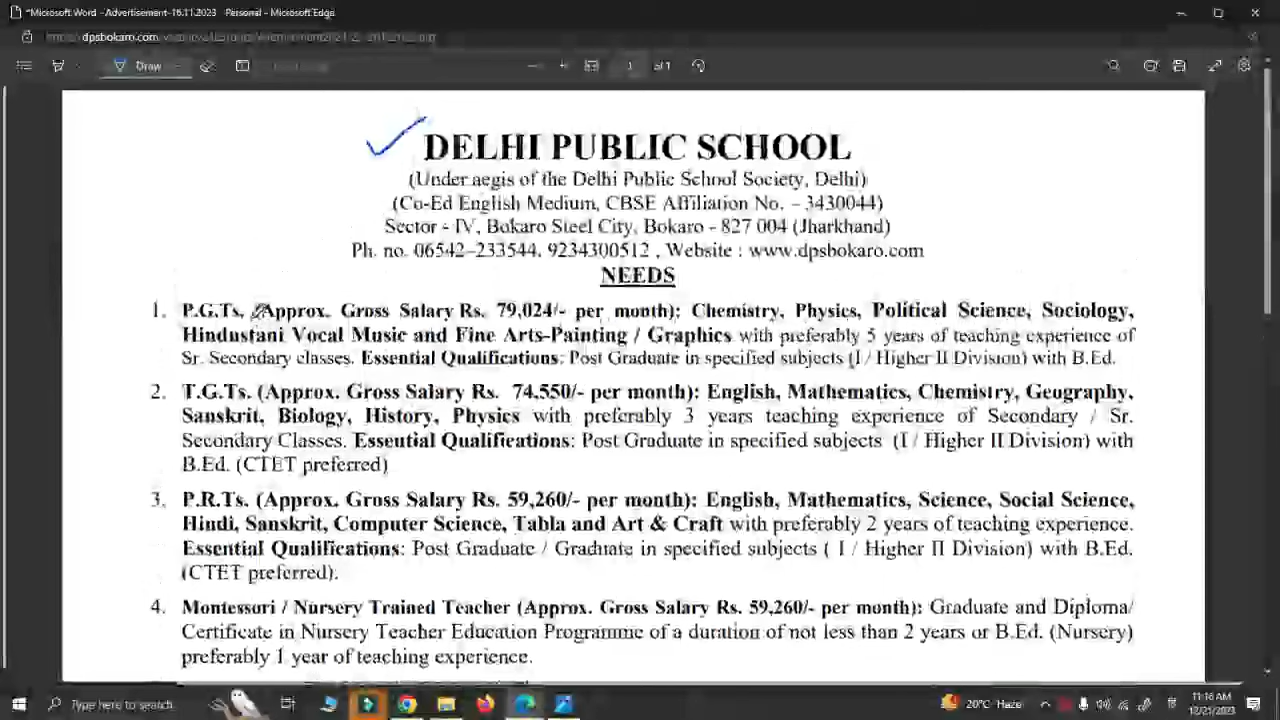 *Microsoft Word - Advertisement-16.11.2023 - Personal - Microsoft Edge
dpsbokaro.com
Draw
1 of 1
DELHI PUBLIC SCHOOL
(Under aegis of the Delhi Public School Society, Delhi)
(Co-Ed English Medium, CBSE Affiliation No. – 3430044)
Sector - IV, Bokaro Steel City, Bokaro - 827 004 (Jharkhand)
Ph. no. 06542–233544, 9234300512 , Website : www.dpsbokaro.com
NEEDS
1. P.G.Ts. (Approx. Gross Salary Rs. 79,024/- per month): Chemistry, Physics, Political Science, Sociology,
Hindustani Vocal Music and Fine Arts-Painting / Graphics with preferably 5 years of teaching experience of
Sr. Secondary classes. Essential Qualifications: Post Graduate in specified subjects (I / Higher II Division) with B.Ed.
2. T.G.Ts. (Approx. Gross Salary Rs. 74,550/- per month): English, Mathematics, Chemistry, Geography,
Sanskrit, Biology, History, Physics with preferably 3 years teaching experience of Secondary / Sr.
Secondary Classes. Essential Qualifications: Post Graduate in specified subjects (I / Higher II Division) with
B.Ed. (CTET preferred)
3. P.R.Ts. (Approx. Gross Salary Rs. 59,260/- per month): English, Mathematics, Science, Social Science,
Hindi, Sanskrit, Computer Science, Tabla and Art & Craft with preferably 2 years of teaching experience.
Essential Qualifications: Post Graduate / Graduate in specified subjects ( I / Higher II Division) with B.Ed.
(CTET preferred).
4. Montessori / Nursery Trained Teacher (Approx. Gross Salary Rs. 59,260/- per month): Graduate and Diploma/
Certificate in Nursery Teacher Education Programme of a duration of not less than 2 years or B.Ed. (Nursery)
preferably 1 year of teaching experience.
Type here to search
20°C Haze
11:16 AM
12/21/2023